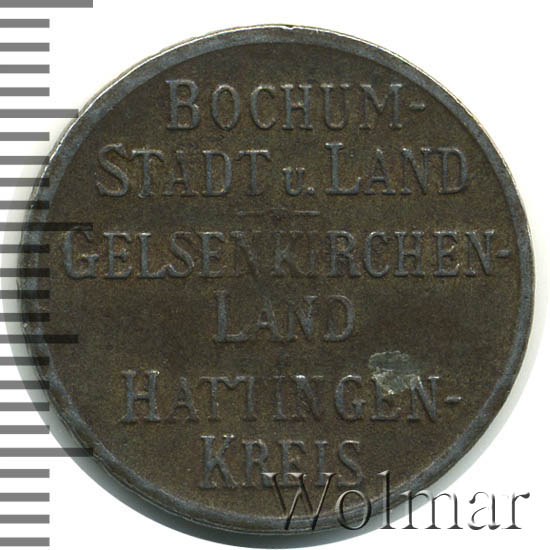 BOCHUM-
STADT u. LAND
GELSENKIRCHEN-
LAND
HATTINGEN-
KREIS
Wolmar